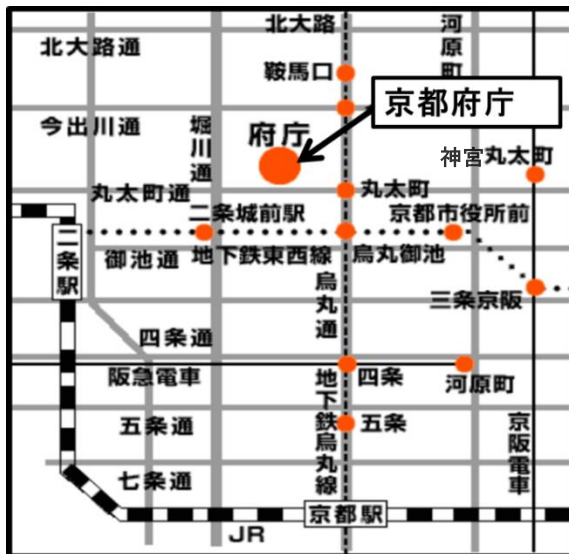 北大路
河原町
北大路通
鞍馬口
京都府庁
今出川通
堀川通
府庁
神宮丸太町
丸太町通
丸太町
二条城前駅
京都市役所前
二条駅
御池通
地下鉄東西線
烏丸御池
烏丸通
三条京阪
四条通
阪急電車
地下鉄烏丸線
四条
河原町
五条通
五条
京阪電車
七条通
京都駅
JR